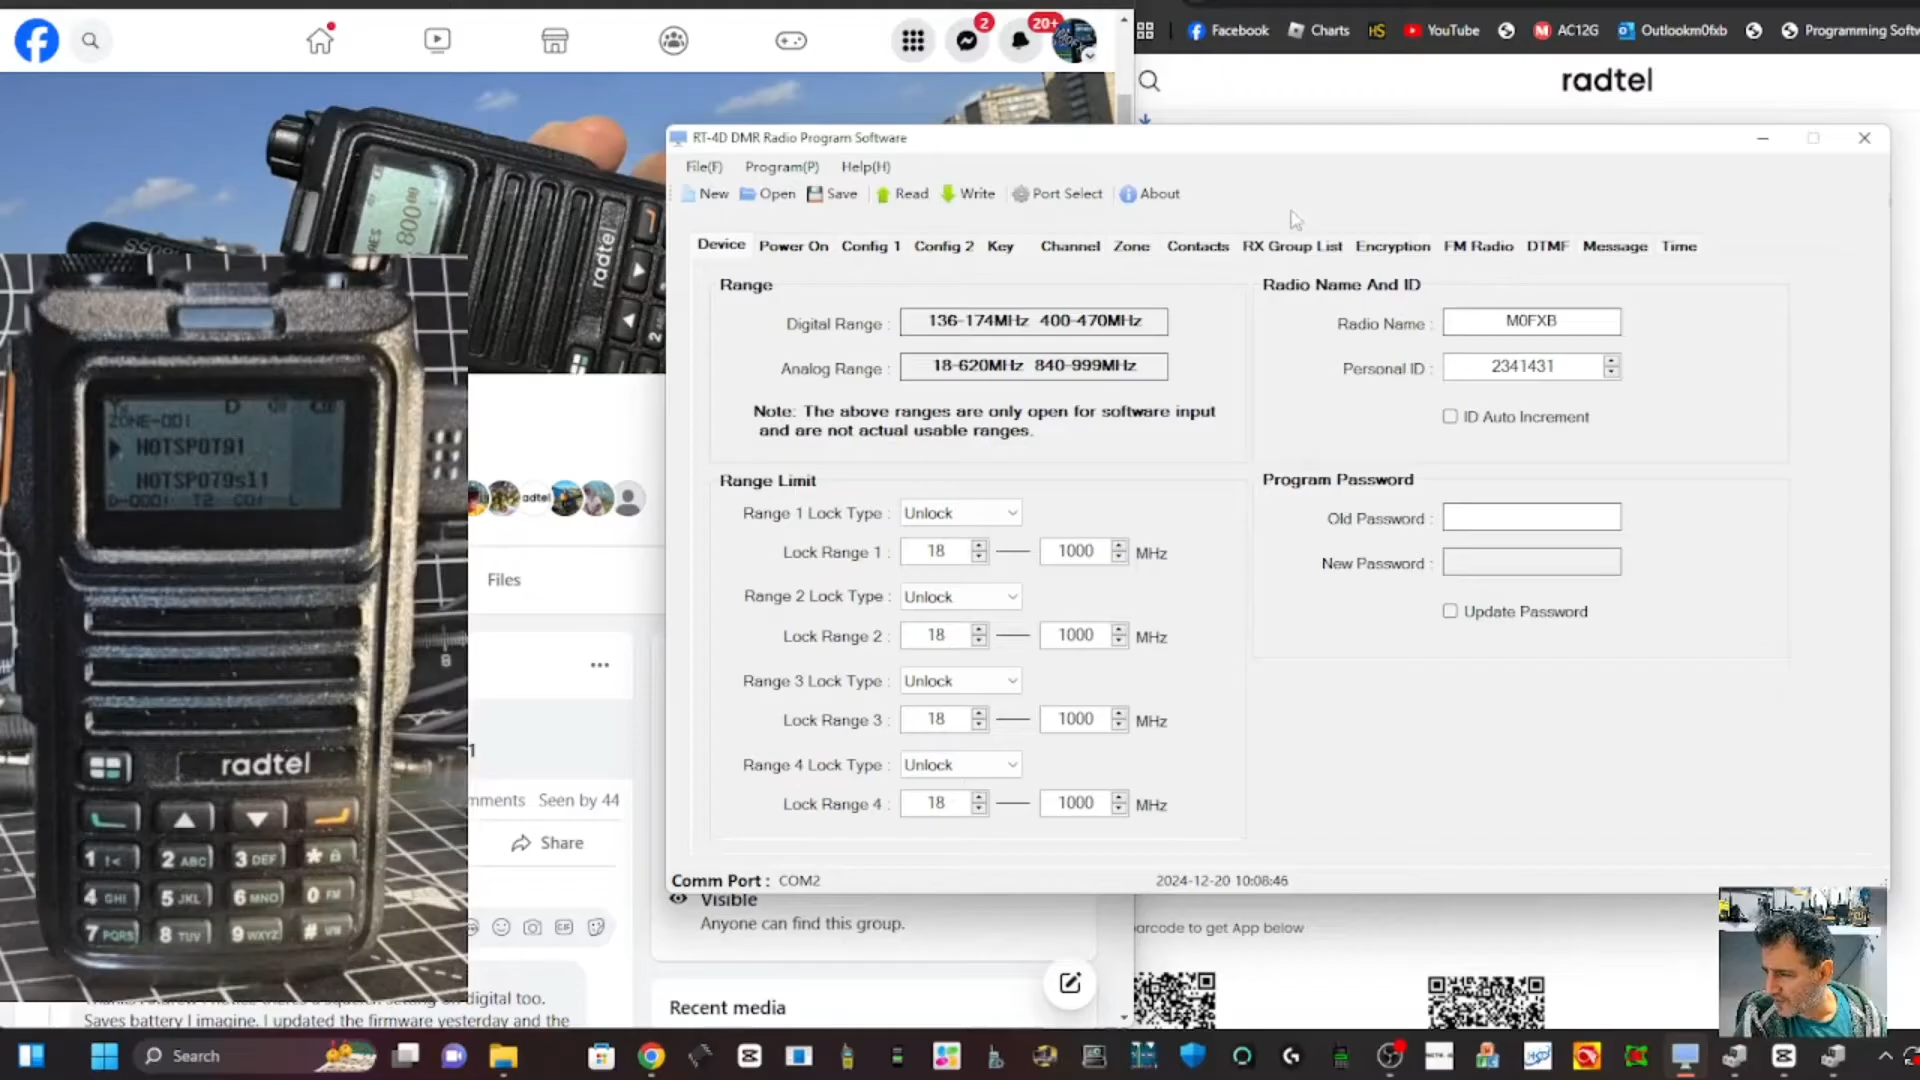 2
20+
Facebook
Charts
HS
YouTube
AC12G
Outlookm0fxb
Programming Softw
radtel
RT-4D DMR Radio Program Software
File(F) Program(P) Help(H)
New Open Save Read Write Port Select About
Device Power On Config 1 Config 2 Key Channel Zone Contacts RX Group List Encryption FM Radio DTMF Message Time
Range
Digital Range : 136-174MHz 400-470MHz
Analog Range : 18-620MHz 840-999MHz
Note: The above ranges are only open for software input
and are not actual usable ranges.
Radio Name And ID
Radio Name : M0FXB
Personal ID : 2341431
ID Auto Increment
Range Limit
Range 1 Lock Type : Unlock
Lock Range 1 : 18 1000 MHz
Range 2 Lock Type : Unlock
Lock Range 2 : 18 1000 MHz
Range 3 Lock Type : Unlock
Lock Range 3 : 18 1000 MHz
Range 4 Lock Type : Unlock
Lock Range 4 : 18 1000 MHz
Program Password
Old Password :
New Password :
Update Password
Comm Port : COM2
2024-12-20 10:08:46
radtel
ZONE-001
HOTSPOT91
HOTSPO79sl1
radtel
1
2 ABC
3 DEF
*
4 GHI
5 JKL
6 MNO
0 FM
7 PQRS
8 TUV
9 WXYZ
#
radtel
Files
1
mments Seen by 44
Share
Visible
Anyone can find this group.
Recent media
digital too.
Saves battery I imagine. I updated the firmware yesterday and the
arcode to get App below
Search